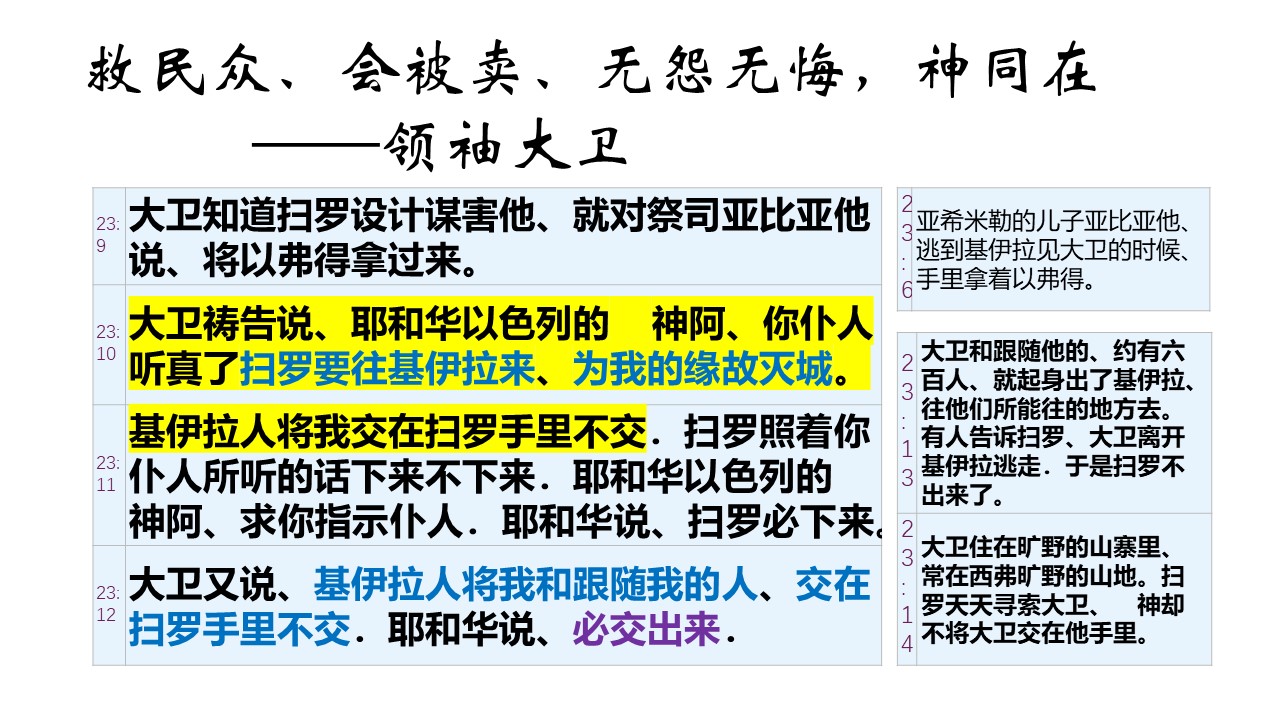 救民众、会被卖、无怨无悔，神同在
——领袖大卫
23:
9
大卫知道扫罗设计谋害他、就对祭司亚比亚他
说、将以弗得拿过来。
23:
10
大卫祷告说、耶和华以色列的　神阿、你仆人
听真了扫罗要往基伊拉来、为我的缘故灭城。
23:
11
基伊拉人将我交在扫罗手里不交．扫罗照着你
仆人所听的话下来不下来．耶和华以色列的
神阿、求你指示仆人．耶和华说、扫罗必下来。
23:
12
大卫又说、基伊拉人将我和跟随我的人、交在
扫罗手里不交．耶和华说、必交出来．
2
3
:
6
亚希米勒的儿子亚比亚他、
逃到基伊拉见大卫的时候、
手里拿着以弗得。
2
3
:
1
3
大卫和跟随他的、约有六
百人、就起身出了基伊拉、
往他们所能往的地方去。
有人告诉扫罗、大卫离开
基伊拉逃走．于是扫罗不
出来了。
2
3
:
1
4
大卫住在旷野的山寨里、
常在西弗旷野的山地。扫
罗天天寻索大卫、　神却
不将大卫交在他手里。